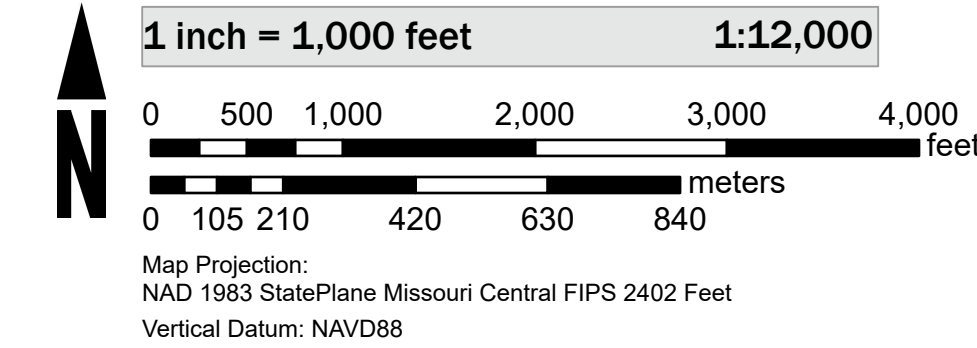 1 inch = 1,000 feet 1:12,000
0 500 1,000 2,000 3,000 4,000
feet
N
meters
0 105 210 420 630 840
Map Projection:
NAD 1983 StatePlane Missouri Central FIPS 2402 Feet
Vertical Datum: NAVD88